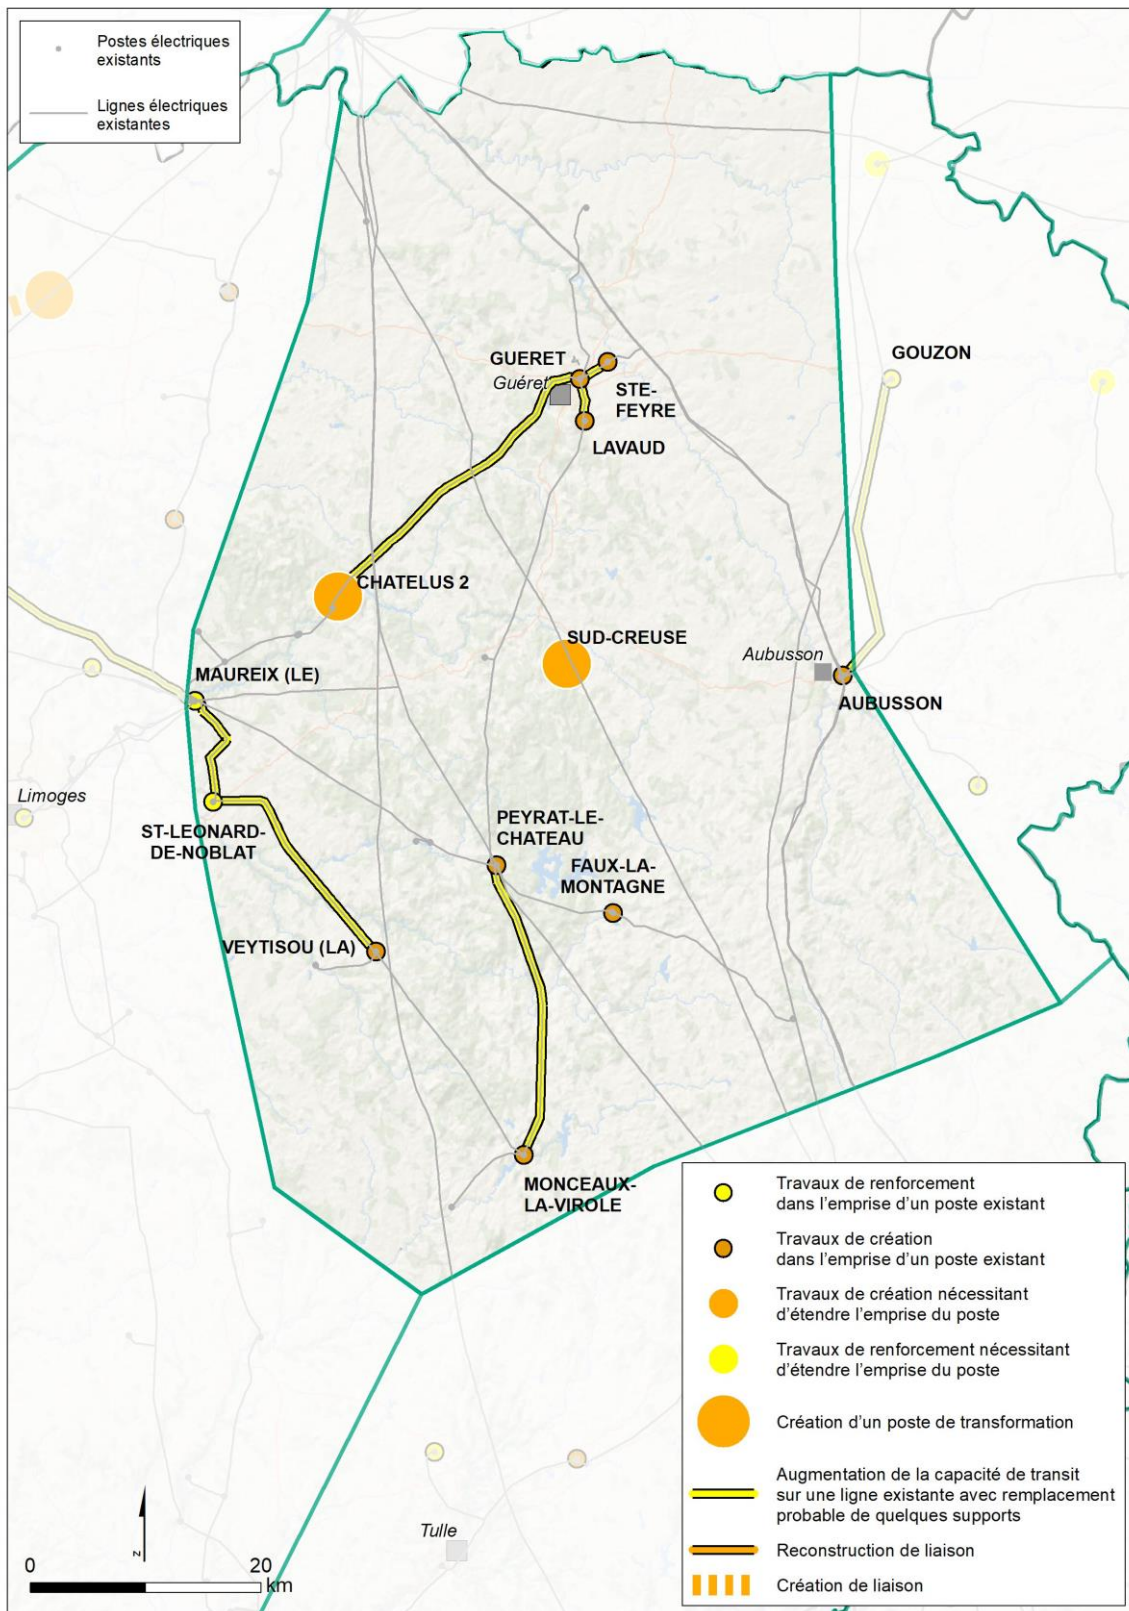 Postes électriques
existants
Lignes électriques
existantes
GUERET
Guéret
STE-
FEYRE
LAVAUD
GOUZON
CHATELUS 2
SUD-CREUSE
Aubusson
AUBUSSON
MAUREIX (LE)
Limoges
ST-LEONARD-
DE-NOBLAT
PEYRAT-LE-
CHATEAU
FAUX-LA-
MONTAGNE
VEYTISOU (LA)
MONCEAUX-
LA-VIROLE
Tulle
Travaux de renforcement
dans l'emprise d'un poste existant
Travaux de création
dans l'emprise d'un poste existant
Travaux de création nécessitant
d'étendre l'emprise du poste
Travaux de renforcement nécessitant
d'étendre l'emprise du poste
Création d'un poste de transformation
Augmentation de la capacité de transit
sur une ligne existante avec remplacement
probable de quelques supports
Reconstruction de liaison
Création de liaison
N
0 20
km